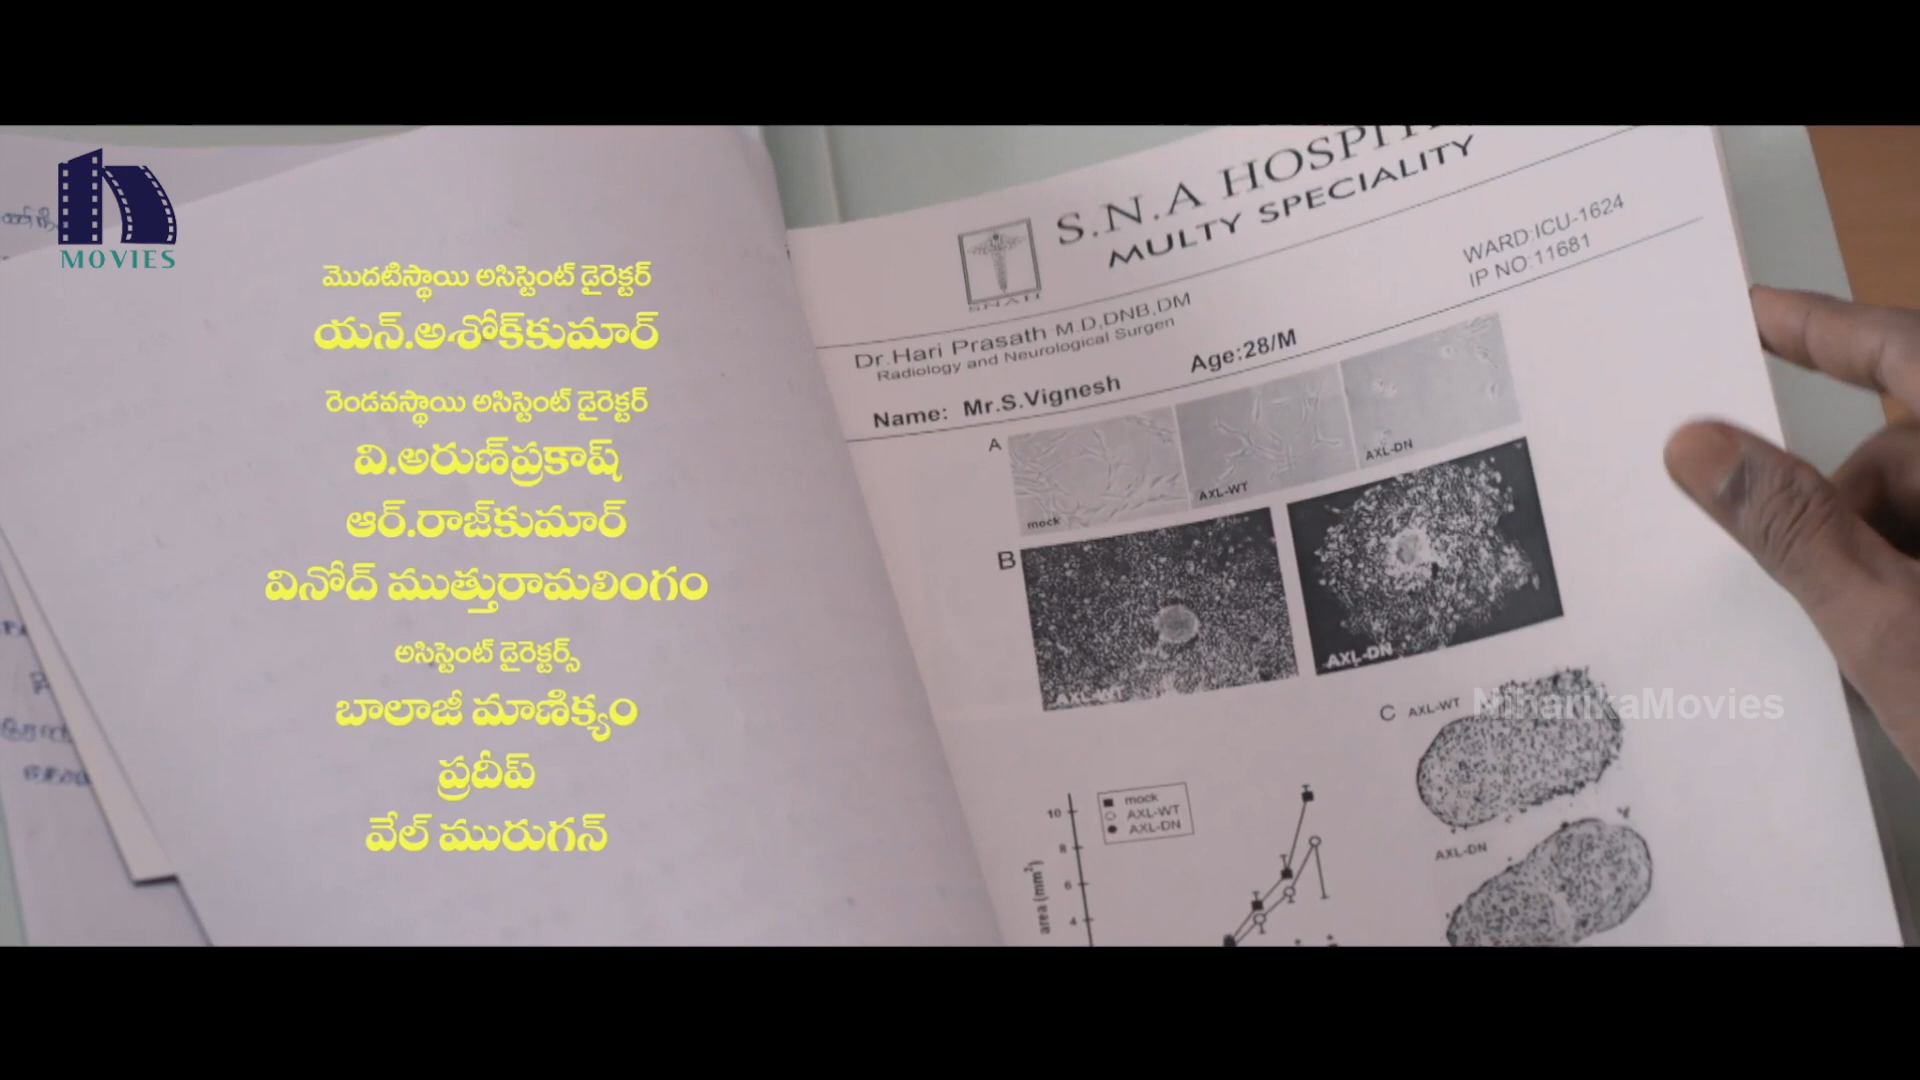 MOVIES
మొదటిస్థాయి అసిస్టెంట్ డైరెక్టర్
యన్.అశోక్‌కుమార్
రెండవస్థాయి అసిస్టెంట్ డైరెక్టర్
వి.అరుణ్‌ప్రకాష్
ఆర్.రాజ్‌కుమార్
వినోద్ ముత్తురామలింగం
అసిస్టెంట్ డైరెక్టర్స్
బాలాజీ మాణిక్యం
ప్రదీప్
వేల్ మురుగన్
S.N.A
MULTY SPECIALITY
SNAH
WARD:ICU-1624
IP NO:11681
Dr.Hari Prasath M.D,DNB,DM
Radiology and Neurological Surgen
Name: Mr.S.Vignesh Age:28/M
A
mock
AXL-WT
AXL-DN
B
AXL-WT
AXL-DN
C AXL-WT
NiharikaMovies
AXL-DN
mock
AXL-WT
AXL-DN
10
8
6
4
area (mm²)